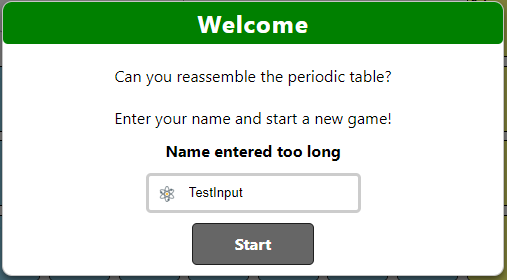 Welcome
Can you reassemble the periodic table?
Enter your name and start a new game!
Name entered too long
TestInput
Start